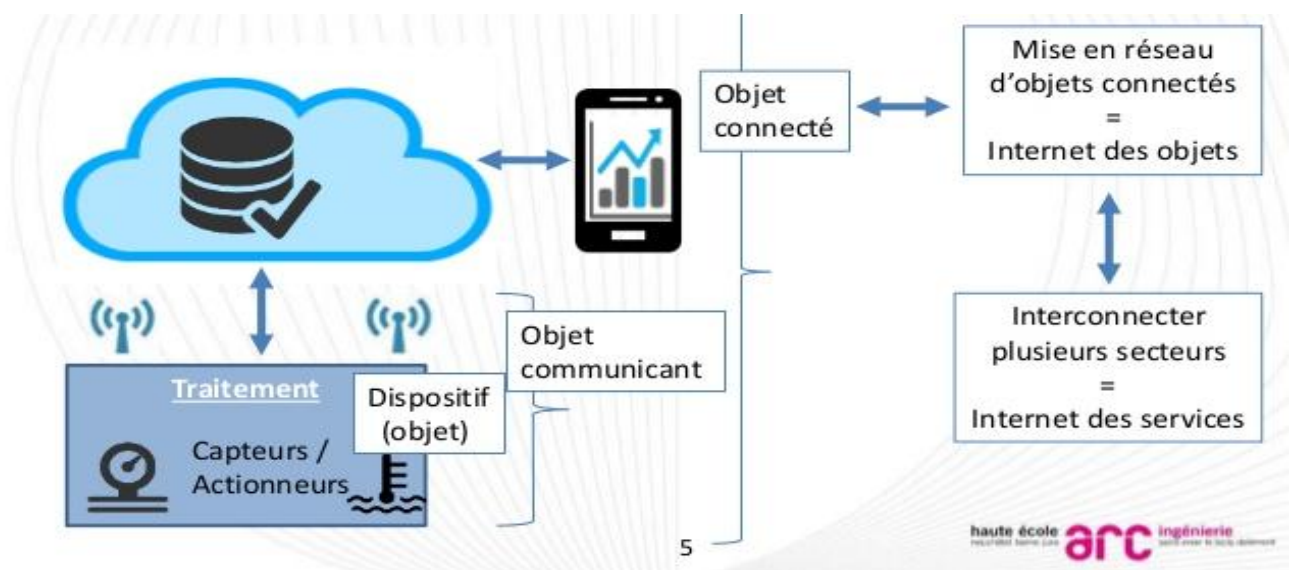 Objet
connecté
Mise en réseau
d'objets connectés
=
Internet des objets
Objet
communicant
Traitement
Dispositif
(objet)
Capteurs /
Actionneurs
Interconnecter
plusieurs secteurs
=
Internet des services
5
haute école
arc
ingénierie